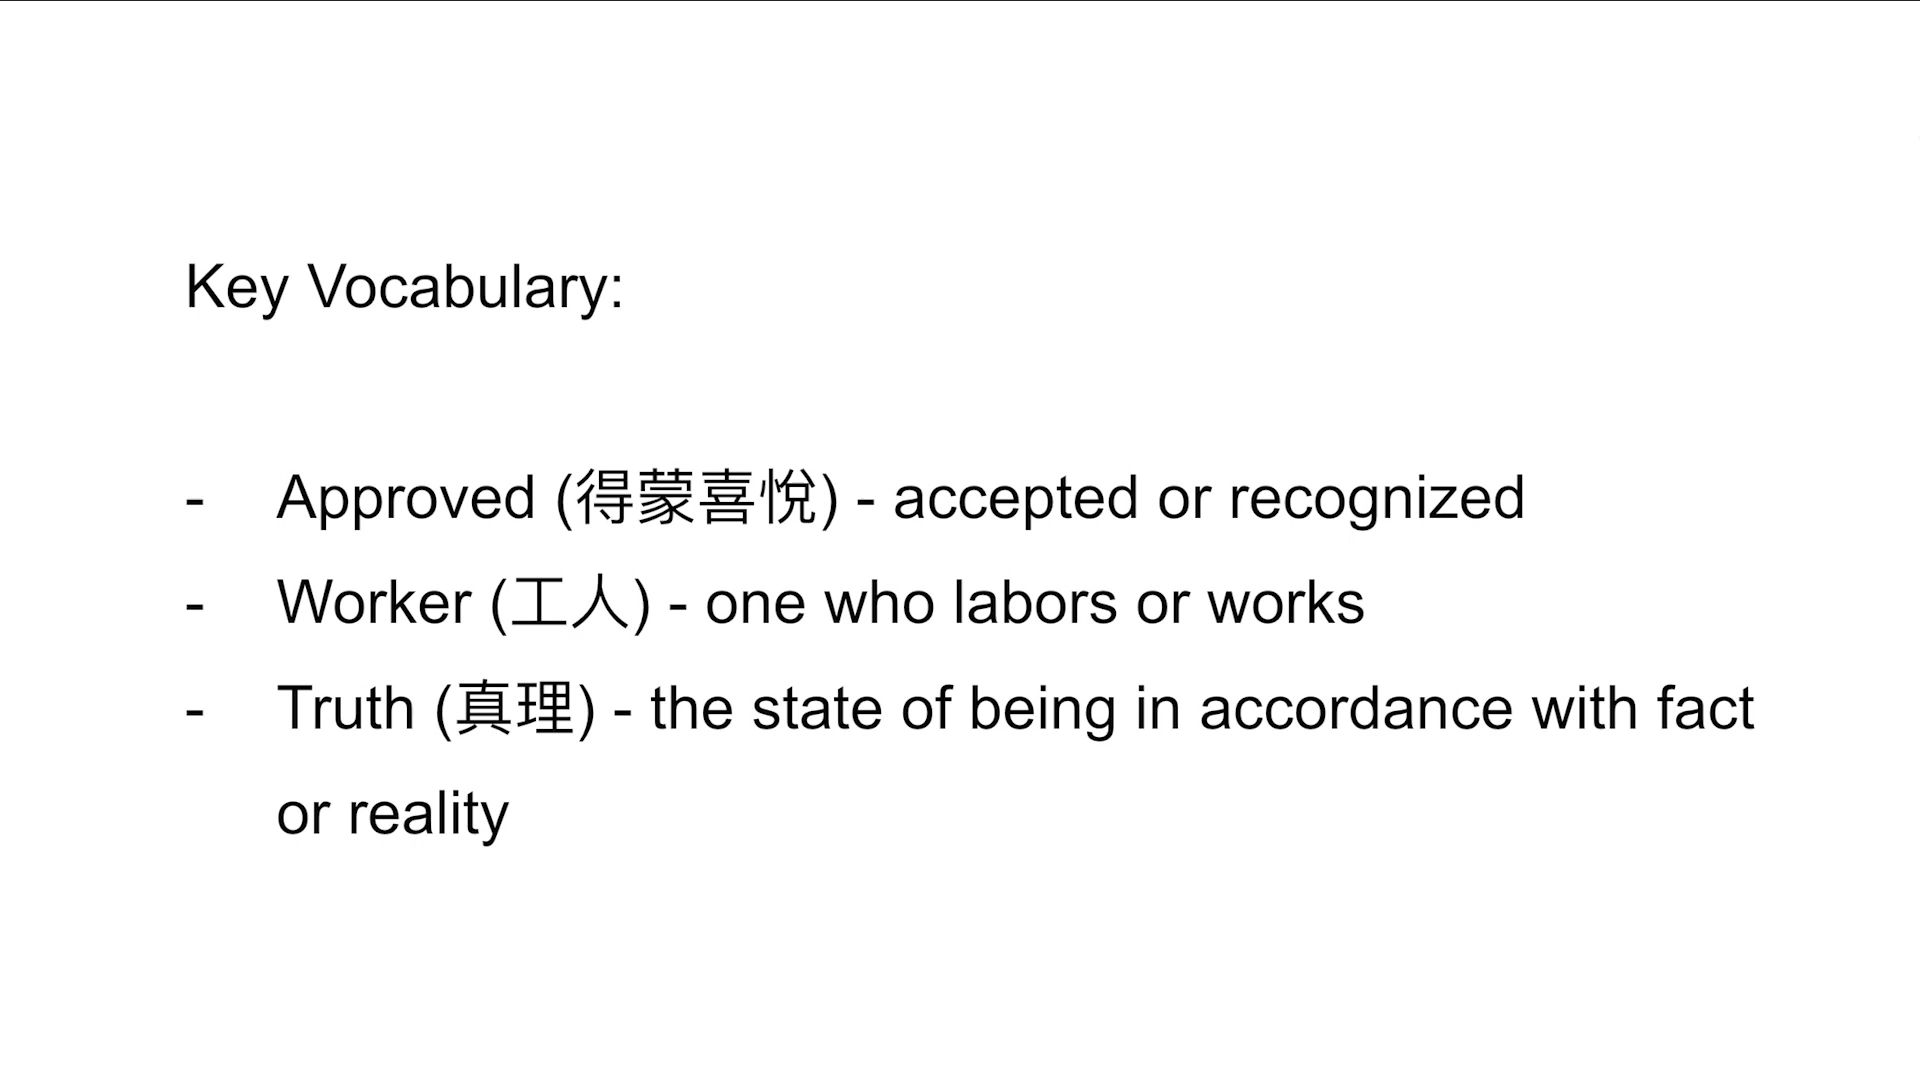 Key Vocabulary:
- Approved (得蒙喜悅) - accepted or recognized
- Worker (工人) - one who labors or works
- Truth (真理) - the state of being in accordance with fact
or reality